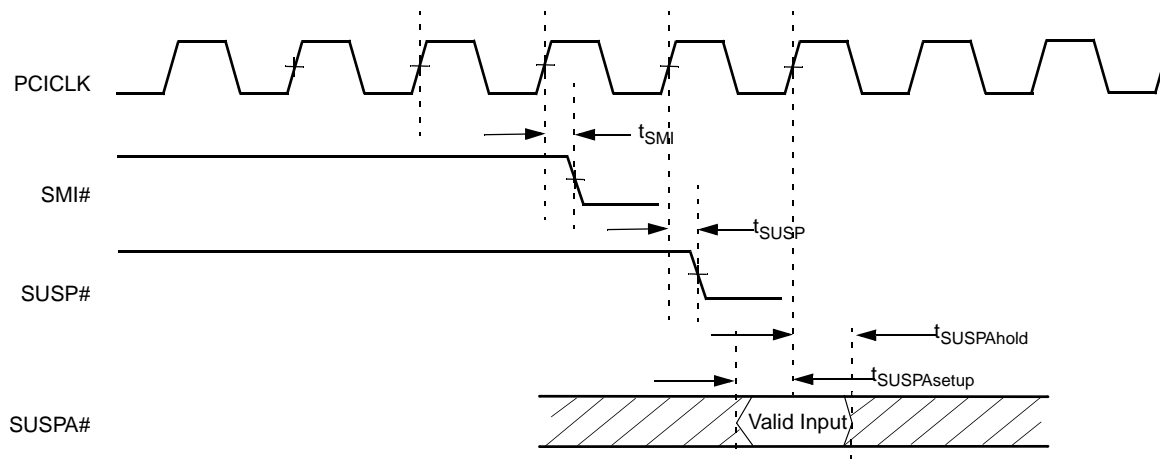 PCICLK
tSMI
SMI#
tSUSP
SUSP#
tSUSPAhold
tSUSPAsetup
SUSPA#
Valid Input